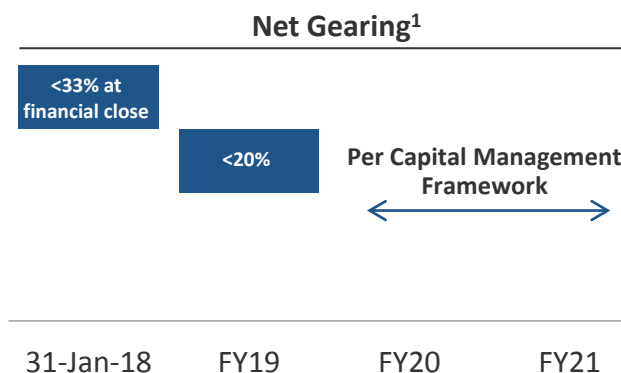 Net Gearing¹
<33% at
financial close
<20%
Per Capital Management
Framework
31-Jan-18 FY19 FY20 FY21